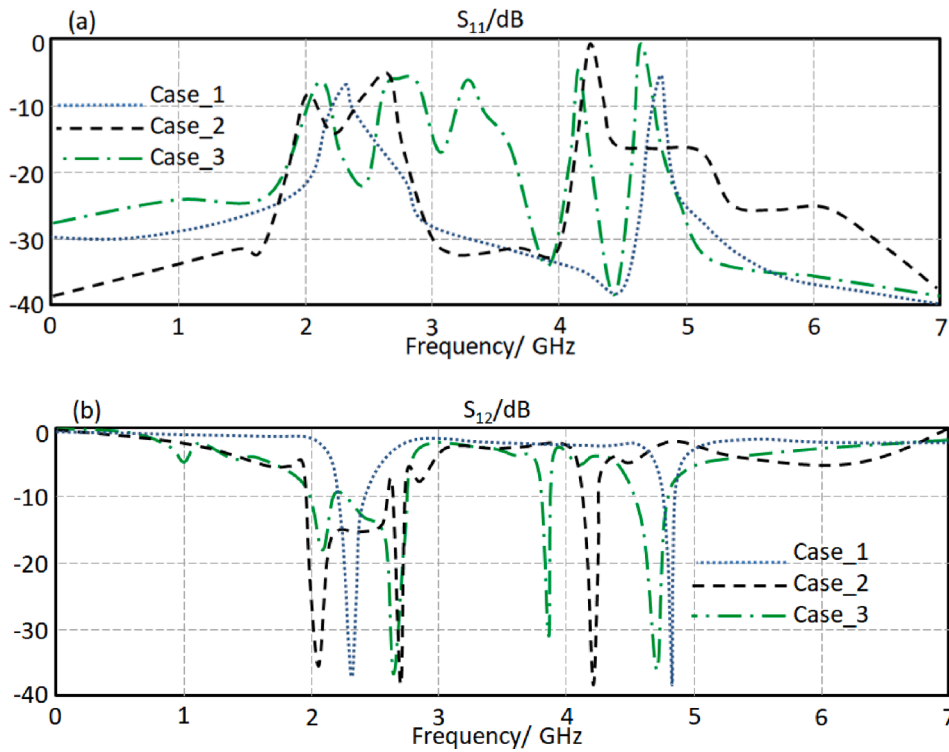 (a)
S11/dB
0
-10
-20
-30
-40
Case_1
Case_2
Case_3
0 1 2 3 4 5 6 7
Frequency/ GHz
(b)
S12/dB
0
-10
-20
-30
-40
Case_1
Case_2
Case_3
0 1 2 3 4 5 6 7
Frequency/ GHz